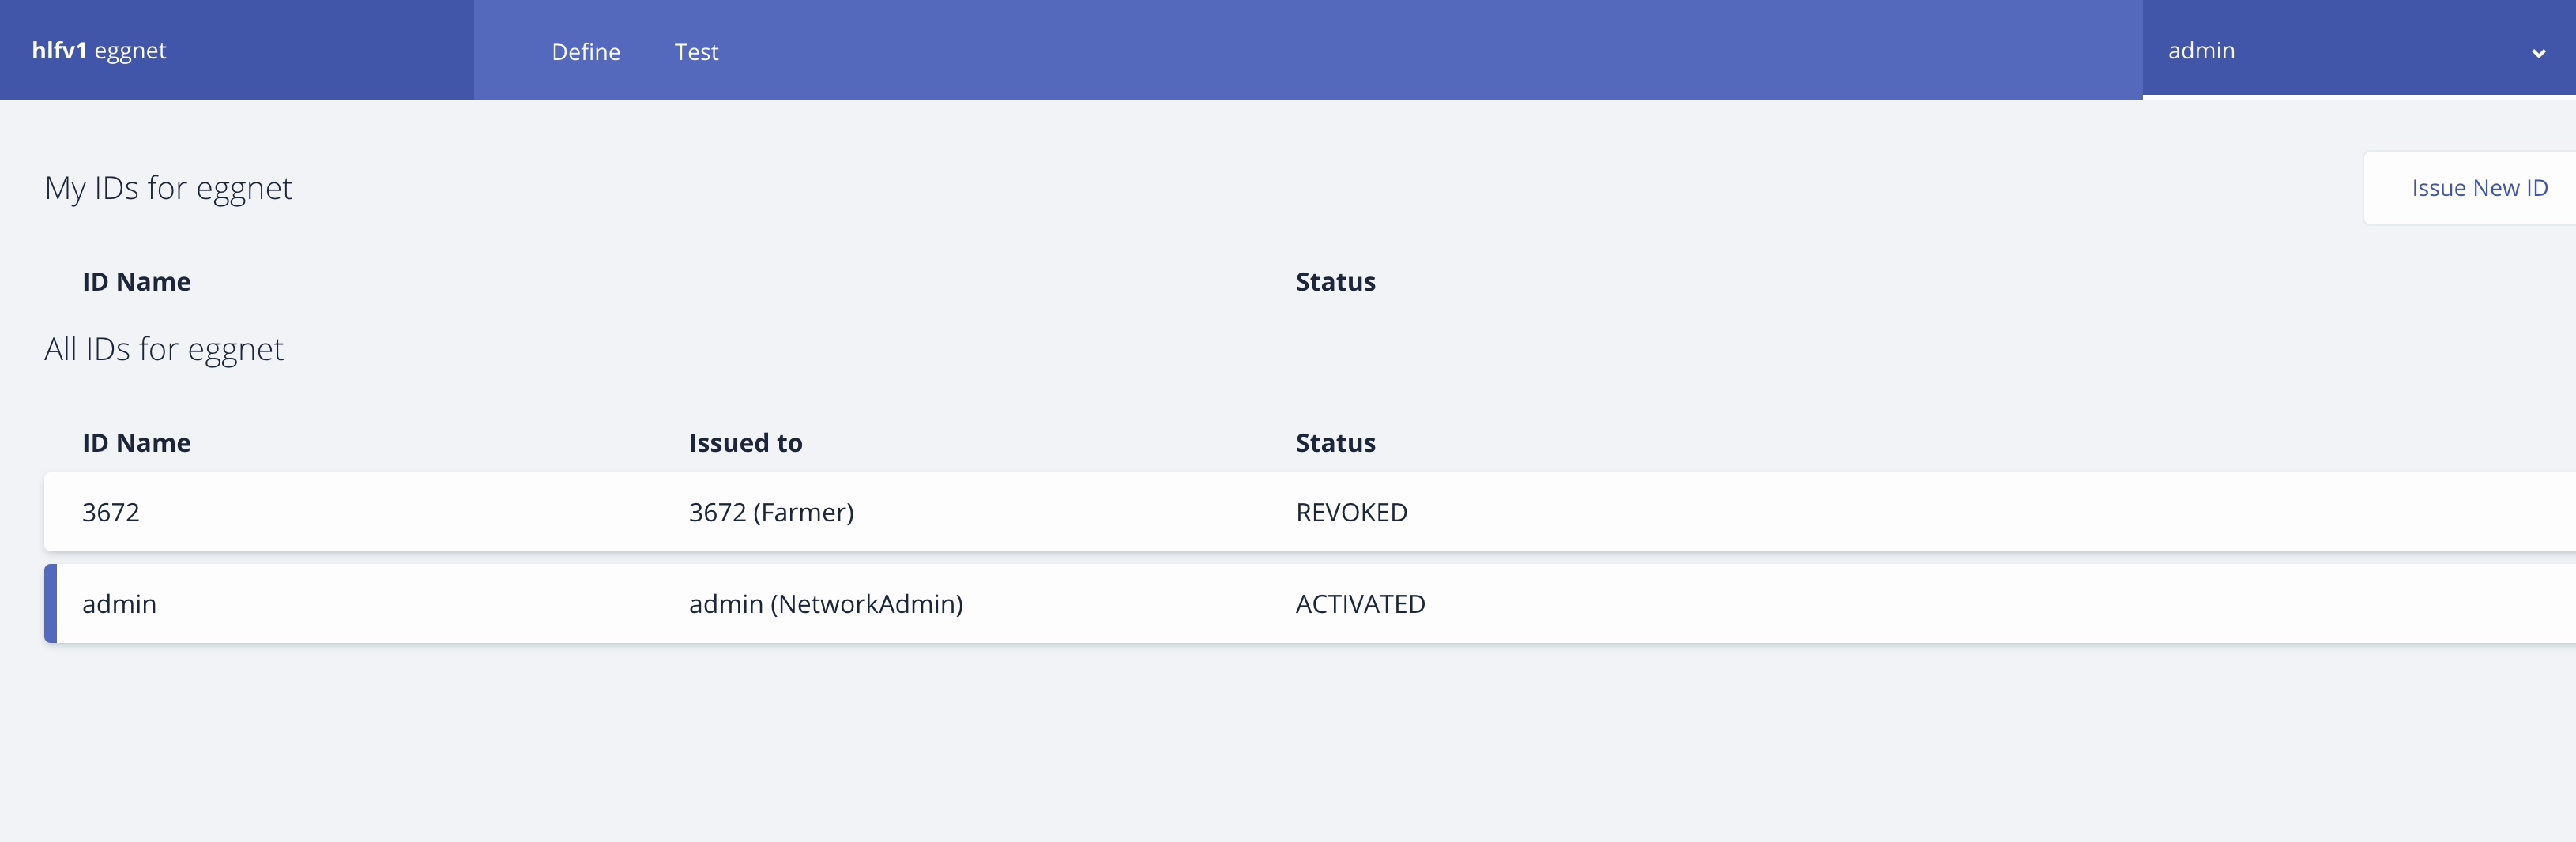 hlfv1 eggnet Define Test admin
My IDs for eggnet Issue New ID
ID Name Status
All IDs for eggnet
ID Name Issued to Status
3672 3672 (Farmer) REVOKED
admin admin (NetworkAdmin) ACTIVATED